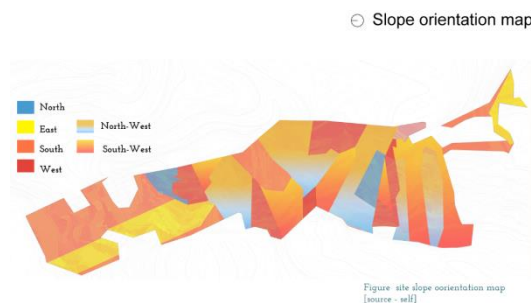 Slope orientation map
North
East
South
West
North-West
South-West
Figure site slope oorientation map
[source - self]